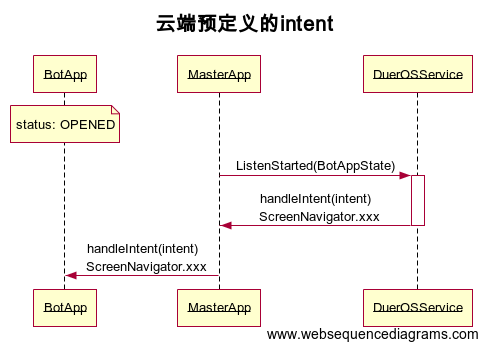 云端预定义的intent
BotApp
MasterApp
DuerOSService
status: OPENED
ListenStarted(BotAppState)
handleIntent(intent)
ScreenNavigator.xxx
handleIntent(intent)
ScreenNavigator.xxx
BotApp
MasterApp
DuerOSService
www.websequencediagrams.com